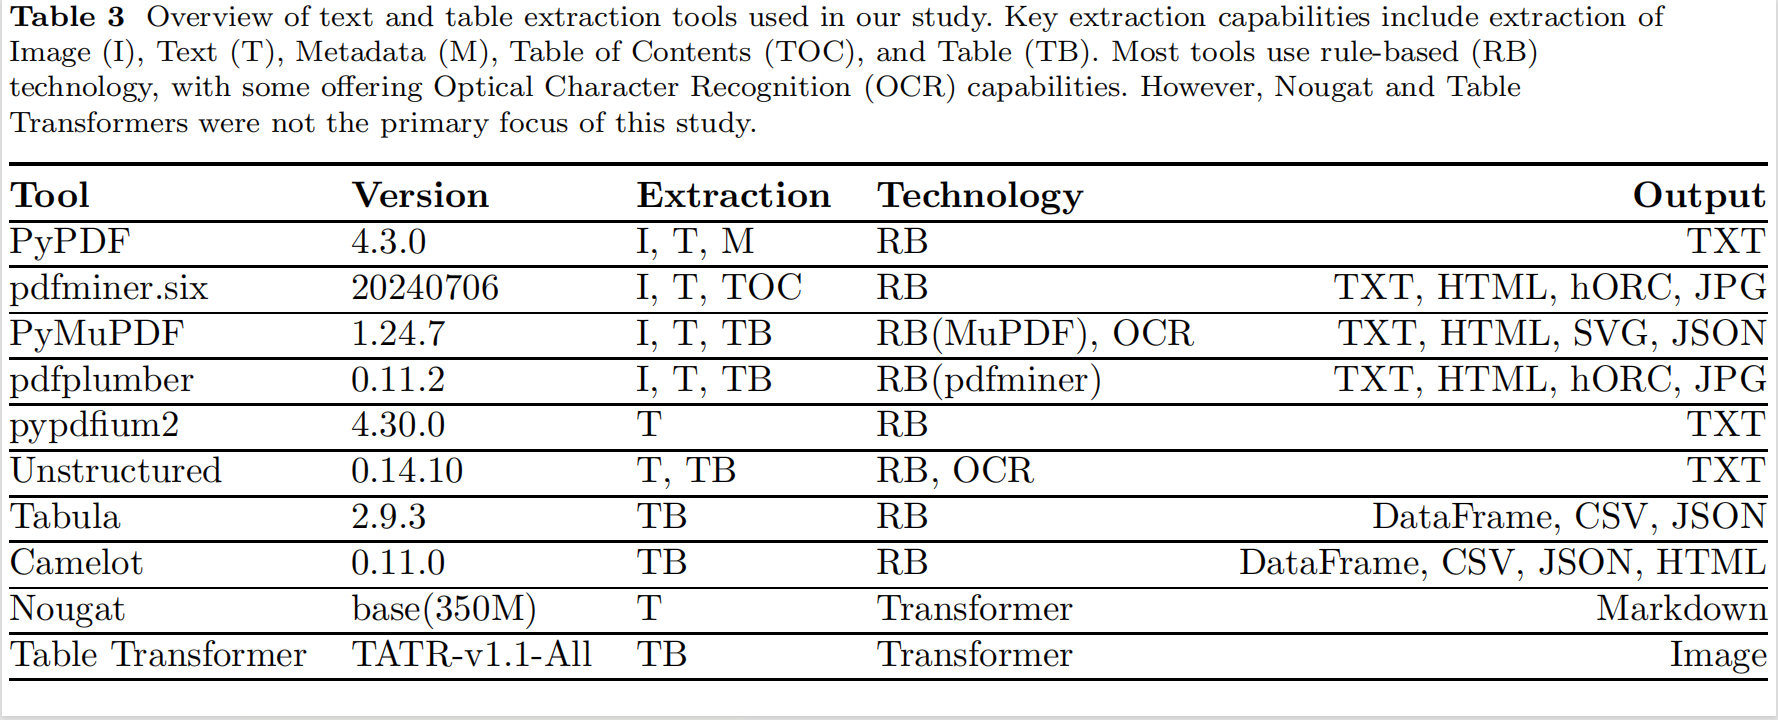 Table 3 Overview of text and table extraction tools used in our study. Key extraction capabilities include extraction of
Image (I), Text (T), Metadata (M), Table of Contents (TOC), and Table (TB). Most tools use rule-based (RB)
technology, with some offering Optical Character Recognition (OCR) capabilities. However, Nougat and Table
Transformers were not the primary focus of this study.
Tool Version Extraction Technology Output
PyPDF 4.3.0 I, T, M RB TXT
pdfminer.six 20240706 I, T, TOC RB TXT, HTML, hORC, JPG
PyMuPDF 1.24.7 I, T, TB RB(MuPDF), OCR TXT, HTML, SVG, JSON
pdfplumber 0.11.2 I, T, TB RB(pdfminer) TXT, HTML, hORC, JPG
pypdfium2 4.30.0 T RB TXT
Unstructured 0.14.10 T, TB RB, OCR TXT
Tabula 2.9.3 TB RB DataFrame, CSV, JSON
Camelot 0.11.0 TB RB DataFrame, CSV, JSON, HTML
Nougat base(350M) T Transformer Markdown
Table Transformer TATR-v1.1-All TB Transformer Image